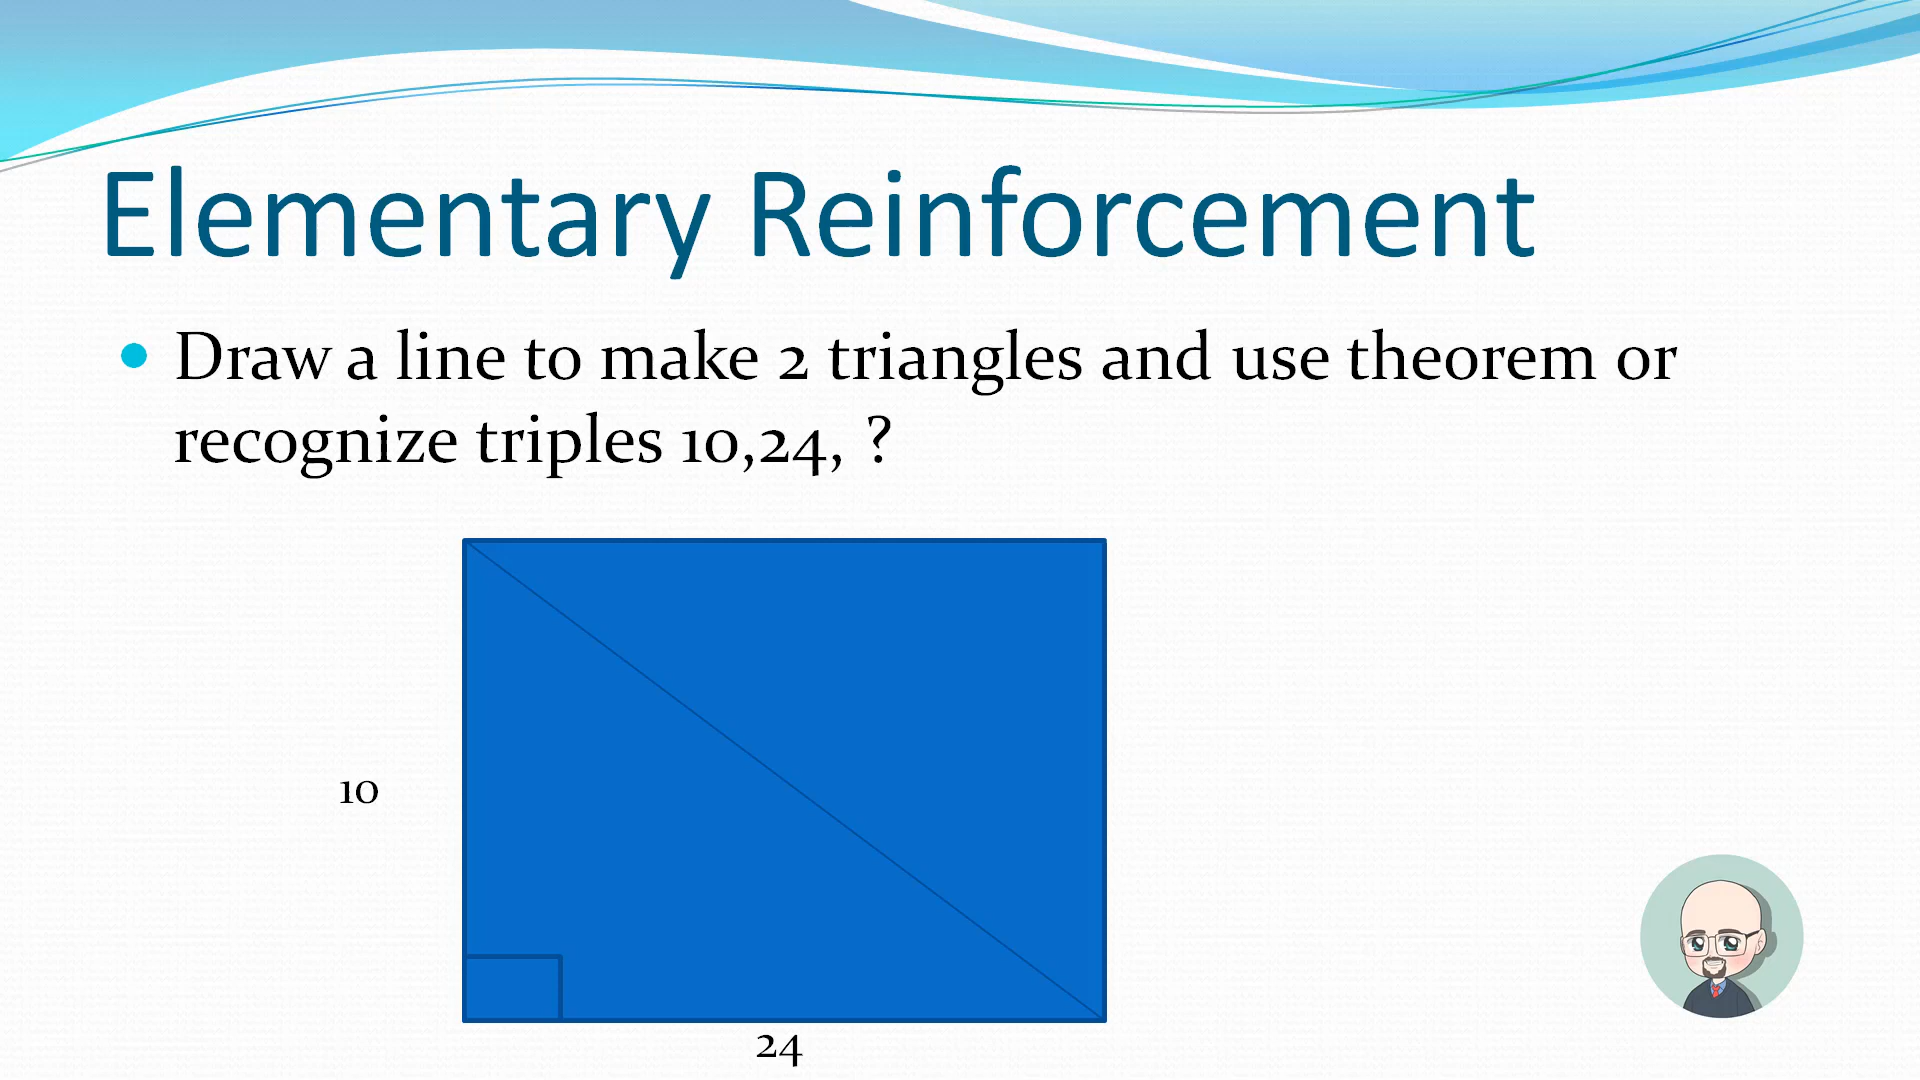 Elementary Reinforcement
Draw a line to make 2 triangles and use theorem or
recognize triples 10,24, ?
10
24